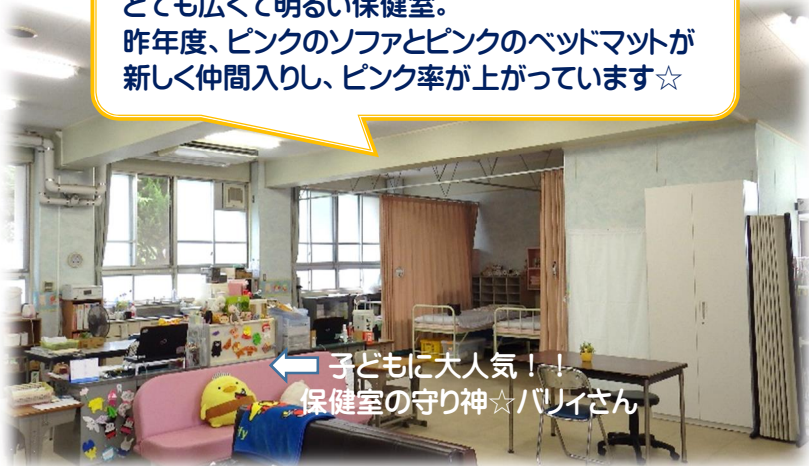 とても広くて明るい保健室。
昨年度、ピンクのソファとピンクのベッドマットが
新しく仲間入りし、ピンク率が上がっています☆
子どもに大人気！！
保健室の守り神☆バリィさん